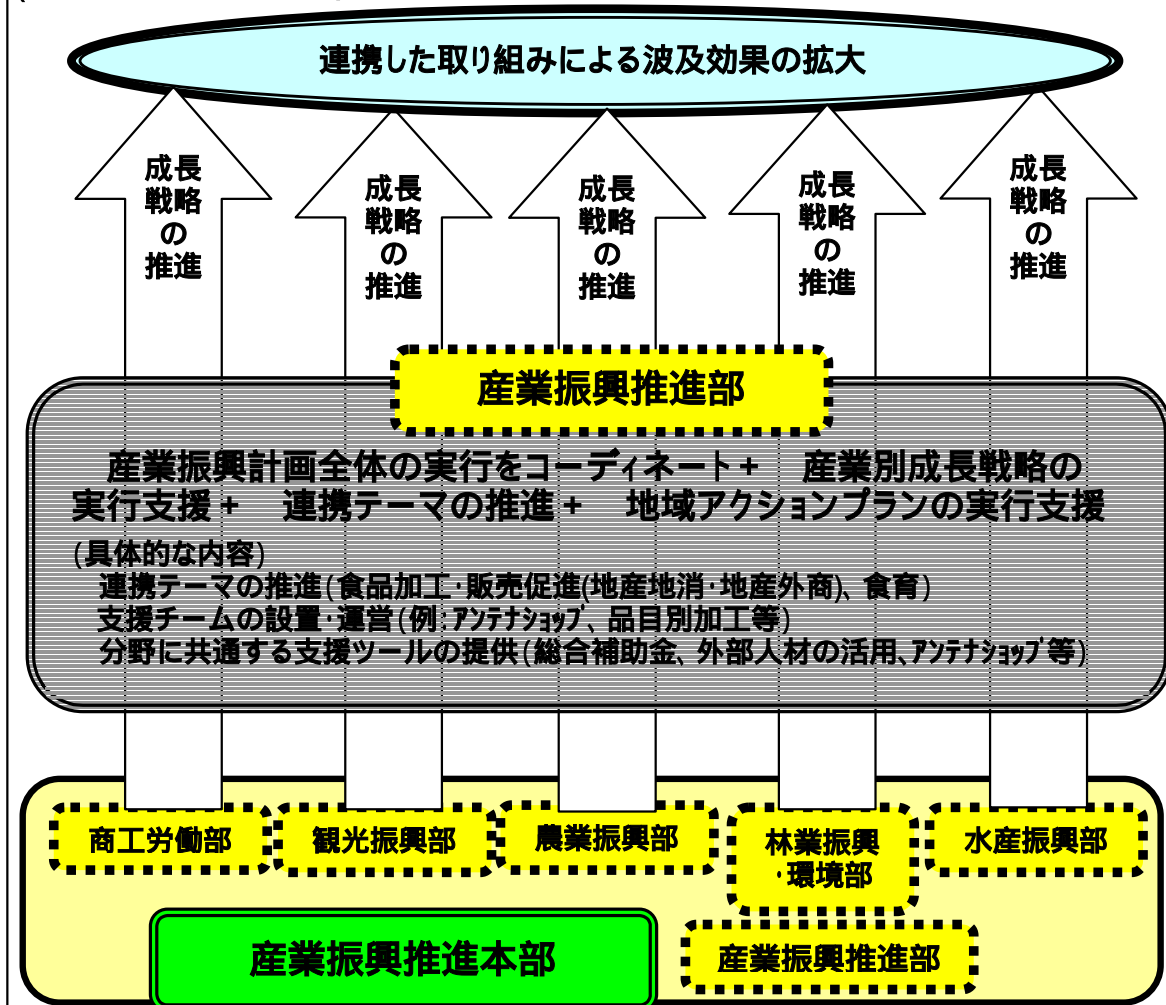 連携した取り組みによる波及効果の拡大
成長
戦略
の
推進
成長
戦略
の
推進
成長
戦略
の
推進
成長
戦略
の
推進
成長
戦略
の
推進
産業振興推進部
産業振興計画全体の実行をコーディネート+ 産業別成長戦略の
実行支援+ 連携テーマの推進+ 地域アクションプランの実行支援
(具体的な内容)
連携テーマの推進(食品加工・販売促進(地産地消・地産外商)、食育)
支援チームの設置・運営(例:ｱﾝﾃﾅｼｮｯﾌﾟ、品目別加工等)
分野に共通する支援ツールの提供(総合補助金、外部人材の活用、ｱﾝﾃﾅｼｮｯﾌﾟ等)
商工労働部
観光振興部
農業振興部
林業振興
・環境部
水産振興部
産業振興推進本部
産業振興推進部